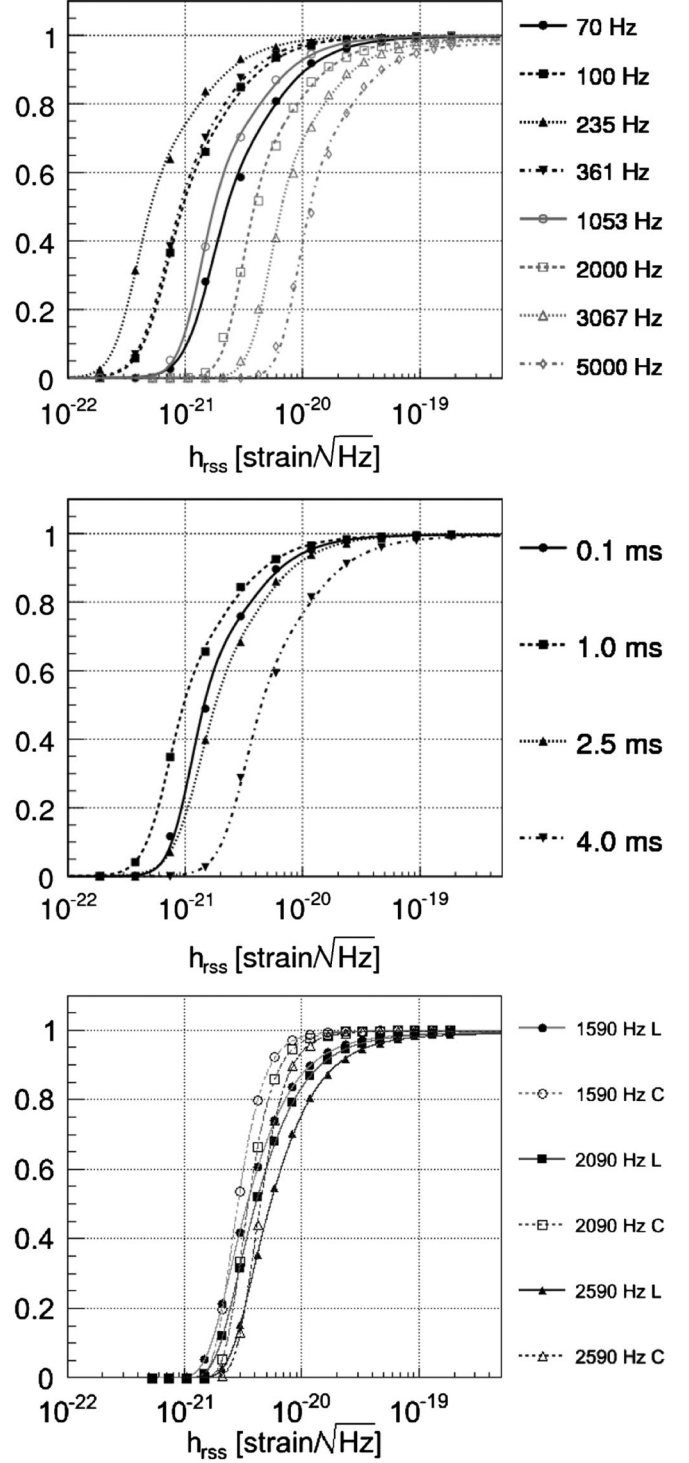 1
0.8
0.6
0.4
0.2
0
10⁻²² 10⁻²¹ 10⁻²⁰ 10⁻¹⁹
h_rss [strain/√Hz]
70 Hz
100 Hz
235 Hz
361 Hz
1053 Hz
2000 Hz
3067 Hz
5000 Hz
1
0.8
0.6
0.4
0.2
0
10⁻²² 10⁻²¹ 10⁻²⁰ 10⁻¹⁹
h_rss [strain/√Hz]
0.1 ms
1.0 ms
2.5 ms
4.0 ms
1
0.8
0.6
0.4
0.2
0
10⁻²² 10⁻²¹ 10⁻²⁰ 10⁻¹⁹
h_rss [strain/√Hz]
1590 Hz L
1590 Hz C
2090 Hz L
2090 Hz C
2590 Hz L
2590 Hz C